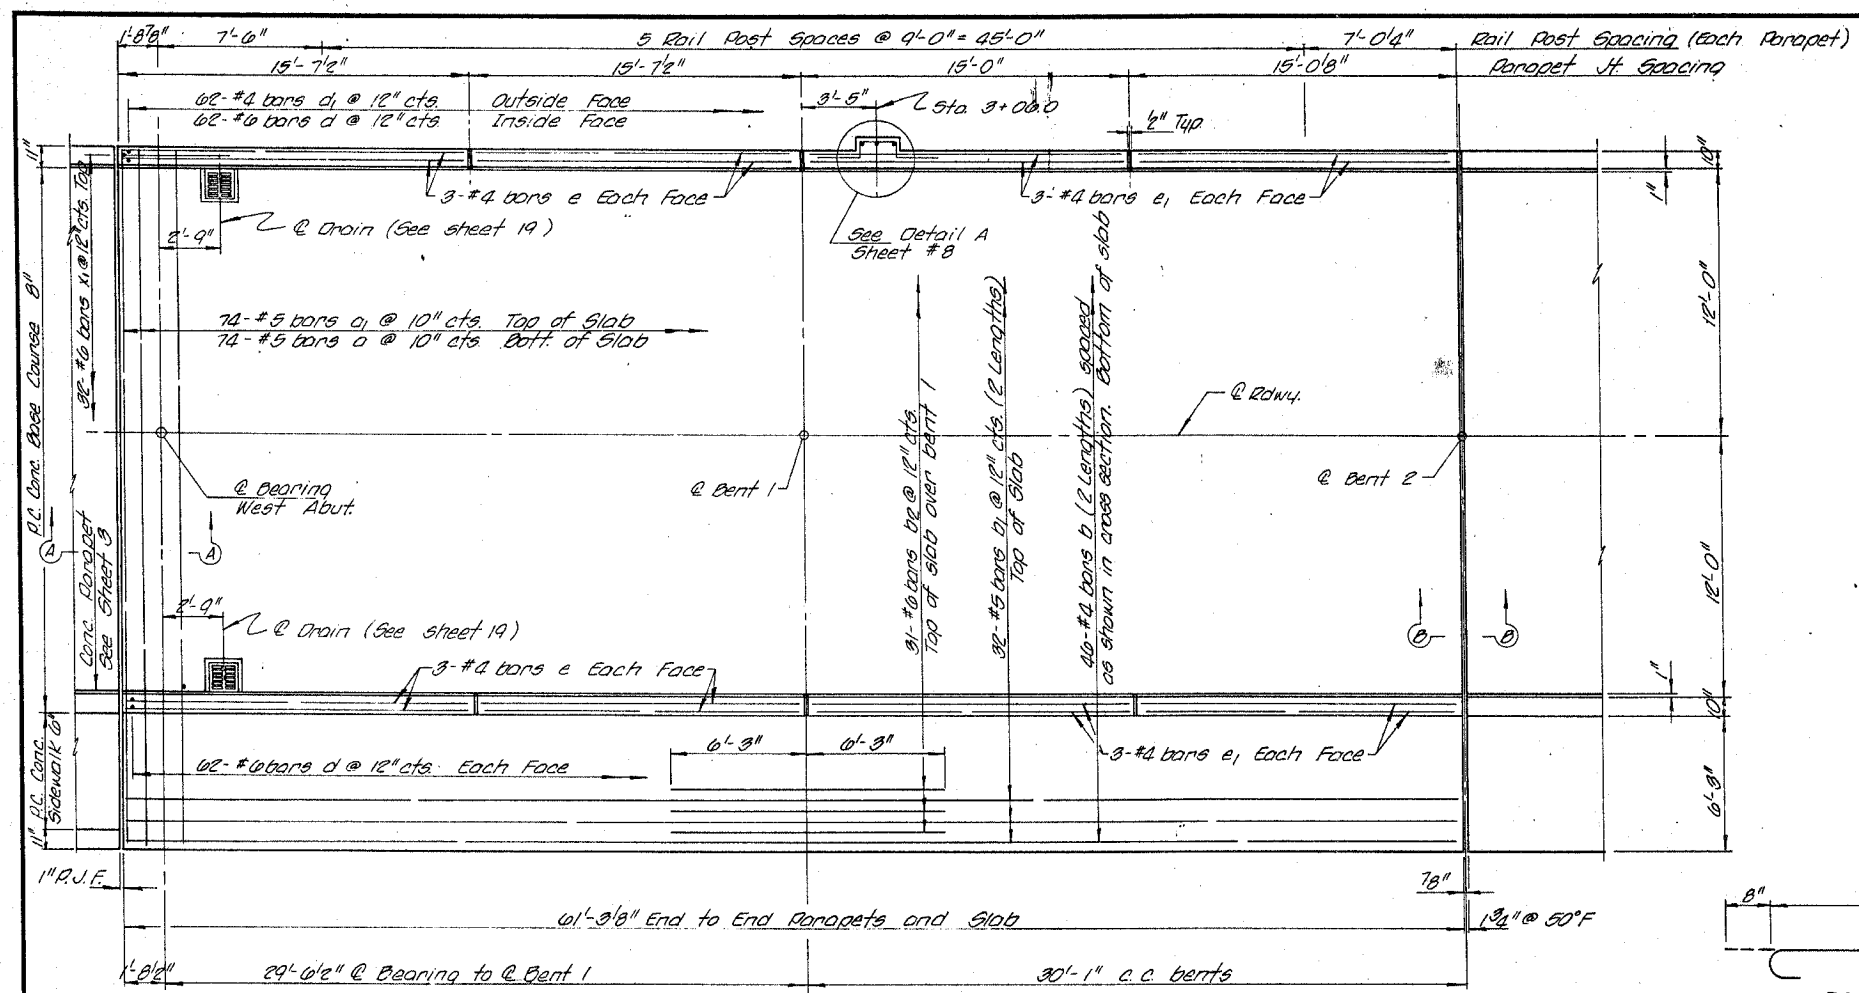 1'-8⅞" 7'-6" 5 Rail Post Spaces @ 9'-0" = 45'-0" 7'-0¼" Rail Post Spacing (Each Parapet)
15'-7½" 15'-7½" 15'-0" 15'-0⅛" Parapet Jt. Spacing
62-#4 bars d₁ @ 12" cts. Outside Face
62-#6 bars d @ 12" cts. Inside Face
3'-5" Sta. 3+06.0
½" Typ.
11"
10"
1"
3-#4 bars e Each Face
3-#4 bars e₁ Each Face
℄ Drain (See sheet 19)
2'-9"
See Detail A
Sheet #8
32-#6 bars x₁ @ 12" cts. Top
P.C. Conc. Base Course 8"
74-#5 bars a₁ @ 10" cts. Top of Slab
74-#5 bars a @ 10" cts. Bott. of Slab
12'-0"
℄ Rdwy.
℄ Bearing
West Abut.
℄ Bent 1
℄ Bent 2
31-#6 bars b2 @ 12" cts.
Top of slab over bent 1
32-#5 bars b₁ @ 12" cts. (2 Lengths)
Top of Slab
46-#4 bars b (2 Lengths) spaced
as shown in cross section. Bottom of slab
A
A
Conc. Parapet
See Sheet 3
12'-0"
B
B
2'-9"
℄ Drain (See sheet 19)
3-#4 bars e Each Face
1"
10"
3-#4 bars e₁ Each Face
6'-3" 6'-3"
62-#6 bars d @ 12" cts. Each Face
P.C. Conc.
Sidewalk 6"
11"
6'-3"
1" P.J.F.
⅞"
61'-3⅛" End to End Parapets and Slab
1¾" @ 50°F
8"
1'-8½" 29'-6½" ℄ Bearing to ℄ Bent 1 30'-1" c.c. bents